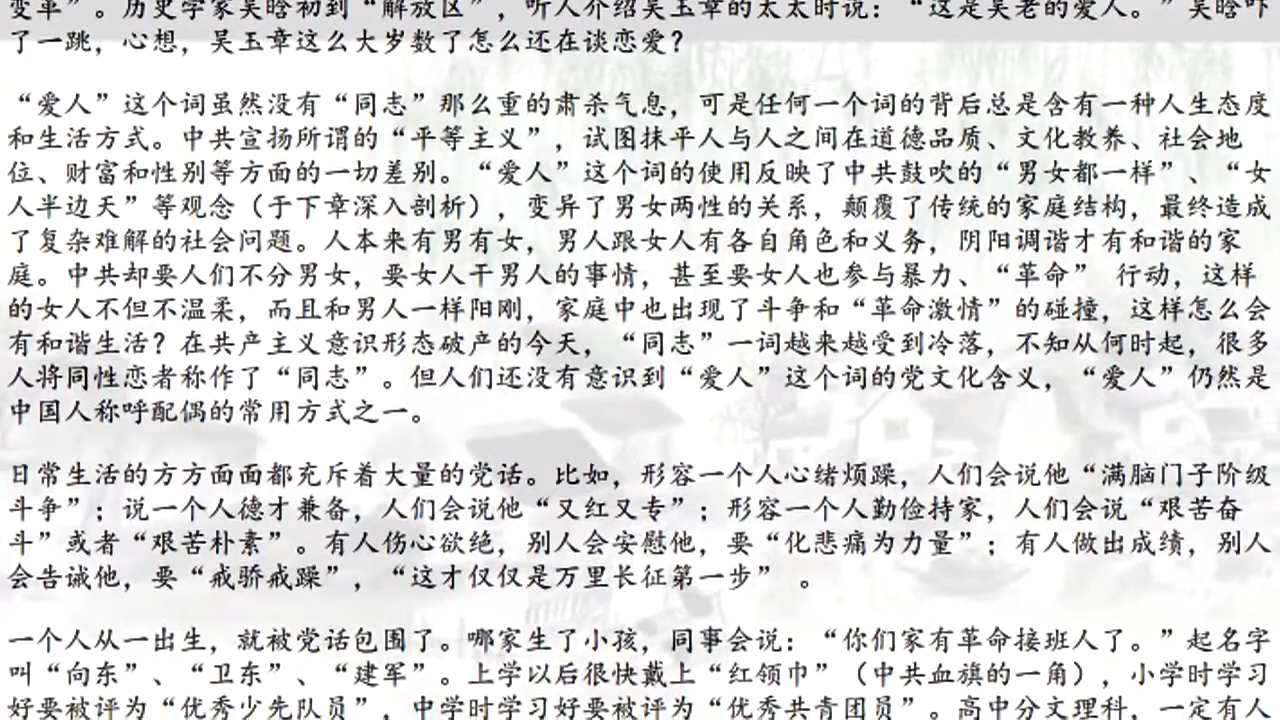 变革”。历史学家吴晗初到“解放区”，听人介绍吴玉章的太太时说：“这是吴老的爱人。”吴晗吓
了一跳，心想，吴玉章这么大岁数了怎么还在谈恋爱？
“爱人”这个词虽然没有“同志”那么重的肃杀气息，可是任何一个词的背后总是含有一种人生态度
和生活方式。中共宣扬所谓的“平等主义”，试图抹平人与人之间在道德品质、文化教养、社会地
位、财富和性别等方面的一切差别。“爱人”这个词的使用反映了中共鼓吹的“男女都一样”、“女
人半边天”等观念（于下章深入剖析），变异了男女两性的关系，颠覆了传统的家庭结构，最终造成
了复杂难解的社会问题。人本来有男有女，男人跟女人有各自角色和义务，阴阳调谐才有和谐的家
庭。中共却要人们不分男女，要女人干男人的事情，甚至要女人也参与暴力、“革命” 行动，这样
的女人不但不温柔，而且和男人一样阳刚，家庭中也出现了斗争和“革命激情”的碰撞，这样怎么会
有和谐生活？在共产主义意识形态破产的今天，“同志”一词越来越受到冷落，不知从何时起，很多
人将同性恋者称作了“同志”。但人们还没有意识到“爱人”这个词的党文化含义，“爱人”仍然是
中国人称呼配偶的常用方式之一。
日常生活的方方面面都充斥着大量的党话。比如，形容一个人心绪烦躁，人们会说他“满脑门子阶级
斗争”；说一个人德才兼备，人们会说他“又红又专”；形容一个人勤俭持家，人们会说“艰苦奋
斗”或者“艰苦朴素”。有人伤心欲绝，别人会安慰他，要“化悲痛为力量”；有人做出成绩，别人
会告诫他，要“戒骄戒躁”，“这才仅仅是万里长征第一步” 。
一个人从一出生，就被党话包围了。哪家生了小孩，同事会说：“你们家有革命接班人了。”起名字
叫“向东”、“卫东”、“建军”。上学以后很快戴上“红领巾”（中共血旗的一角），小学时学习
好要被评为“优秀少先队员”，中学时学习好要被评为“优秀共青团员”。高中分文理科，一定有人